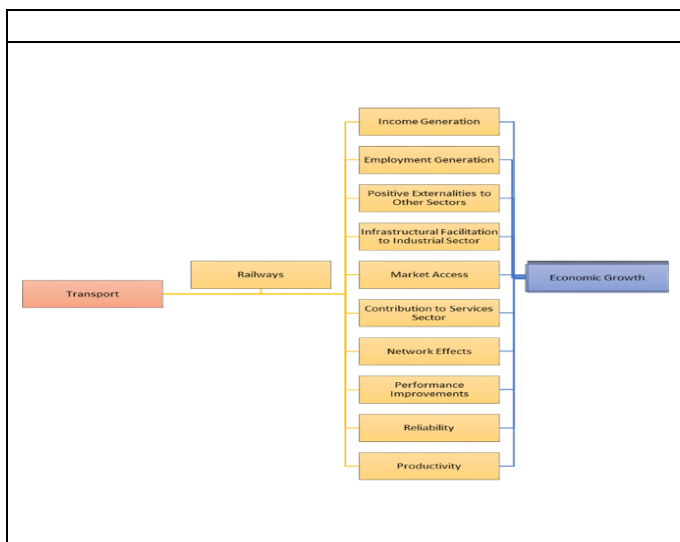 Income Generation
Employment Generation
Positive Externalities to
Other Sectors
Infrastructural Facilitation
to Industrial Sector
Railways
Market Access
Economic Growth
Transport
Contribution to Services
Sector
Network Effects
Performance
Improvements
Reliability
Productivity